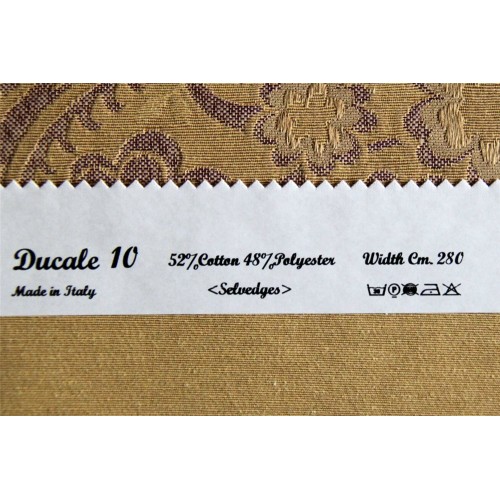 Ducale 10 52%Cotton 48%Polyester Width Cm. 280
Made in Italy <Selvedges>